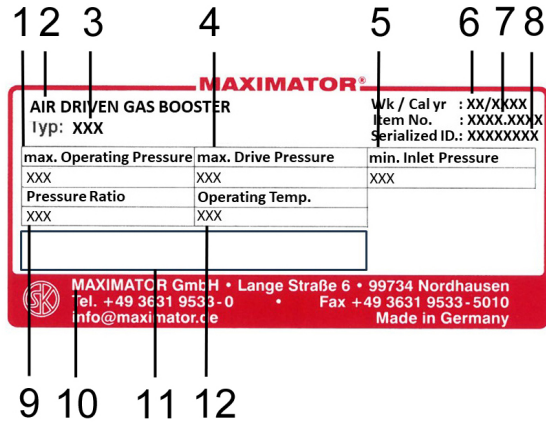 1 2 3 4 5 6 7 8
MAXIMATOR®
AIR DRIVEN GAS BOOSTER
Typ: XXX
Wk / Cal yr : XX/XXXX
Item No. : XXXX.XXXX
Serialized ID.: XXXXXXXX
max. Operating Pressure max. Drive Pressure min. Inlet Pressure
XXX XXX XXX
Pressure Ratio Operating Temp.
XXX XXX
SK
MAXIMATOR GmbH • Lange Straße 6 • 99734 Nordhausen
Tel. +49 3631 9533-0 • Fax +49 3631 9533-5010
info@maximator.de Made in Germany
9 10 11 12